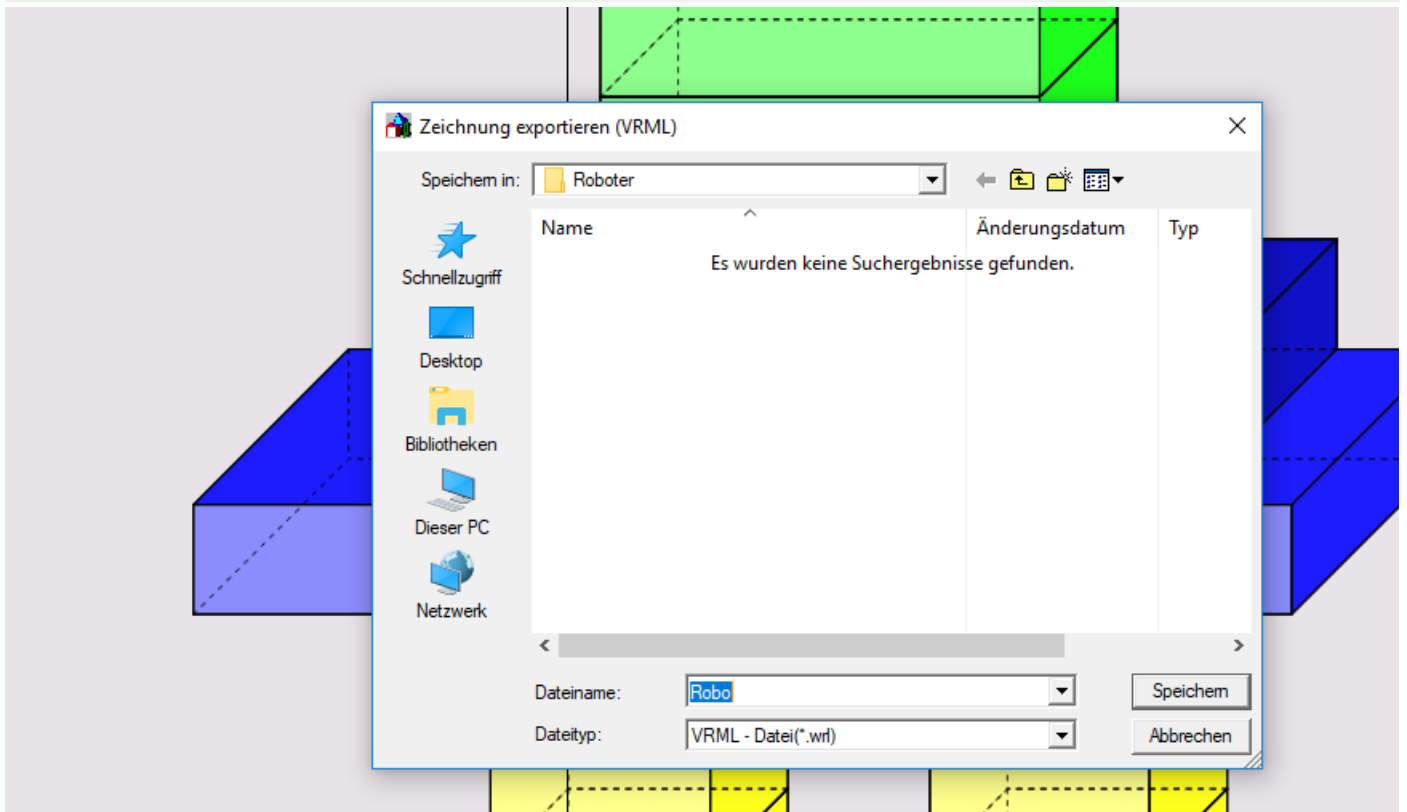 Zeichnung exportieren (VRML)
Speichern in: Roboter
Name Änderungsdatum Typ
Es wurden keine Suchergebnisse gefunden.
Schnellzugriff
Desktop
Bibliotheken
Dieser PC
Netzwerk
Dateiname: Robo Speichern
Dateityp: VRML - Datei(*.wrl) Abbrechen